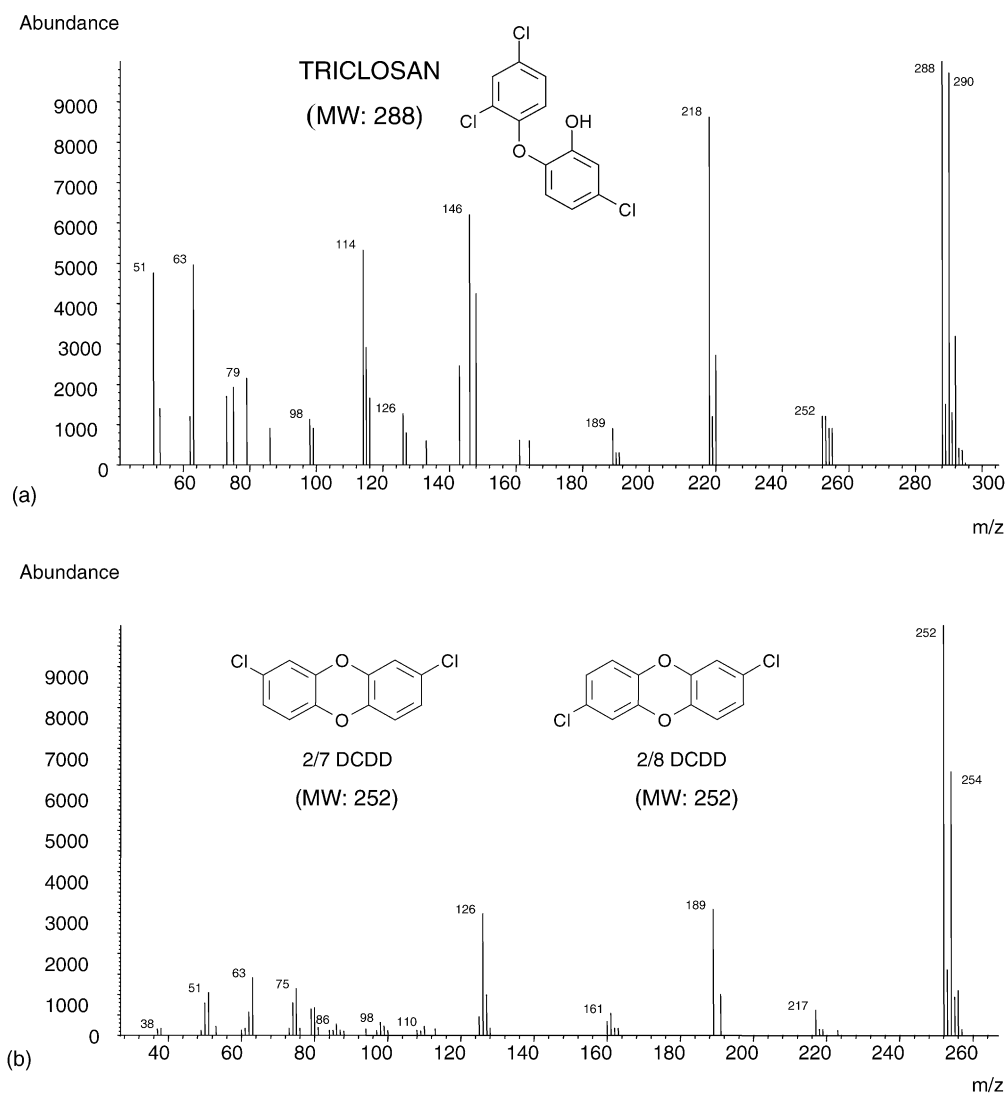 Abundance
TRICLOSAN
(MW: 288)
Cl
Cl
O
OH
Cl
9000
8000
7000
6000
5000
4000
3000
2000
1000
0
51
63
79
98
114
126
146
189
218
252
288
290
60 80 100 120 140 160 180 200 220 240 260 280 300
(a)
m/z
Abundance
Cl O Cl
O
2/7 DCDD
(MW: 252)
O Cl
Cl O
2/8 DCDD
(MW: 252)
9000
8000
7000
6000
5000
4000
3000
2000
1000
0
38
51
63
75
86
98
110
126
161
189
217
252
254
40 60 80 100 120 140 160 180 200 220 240 260
(b)
m/z